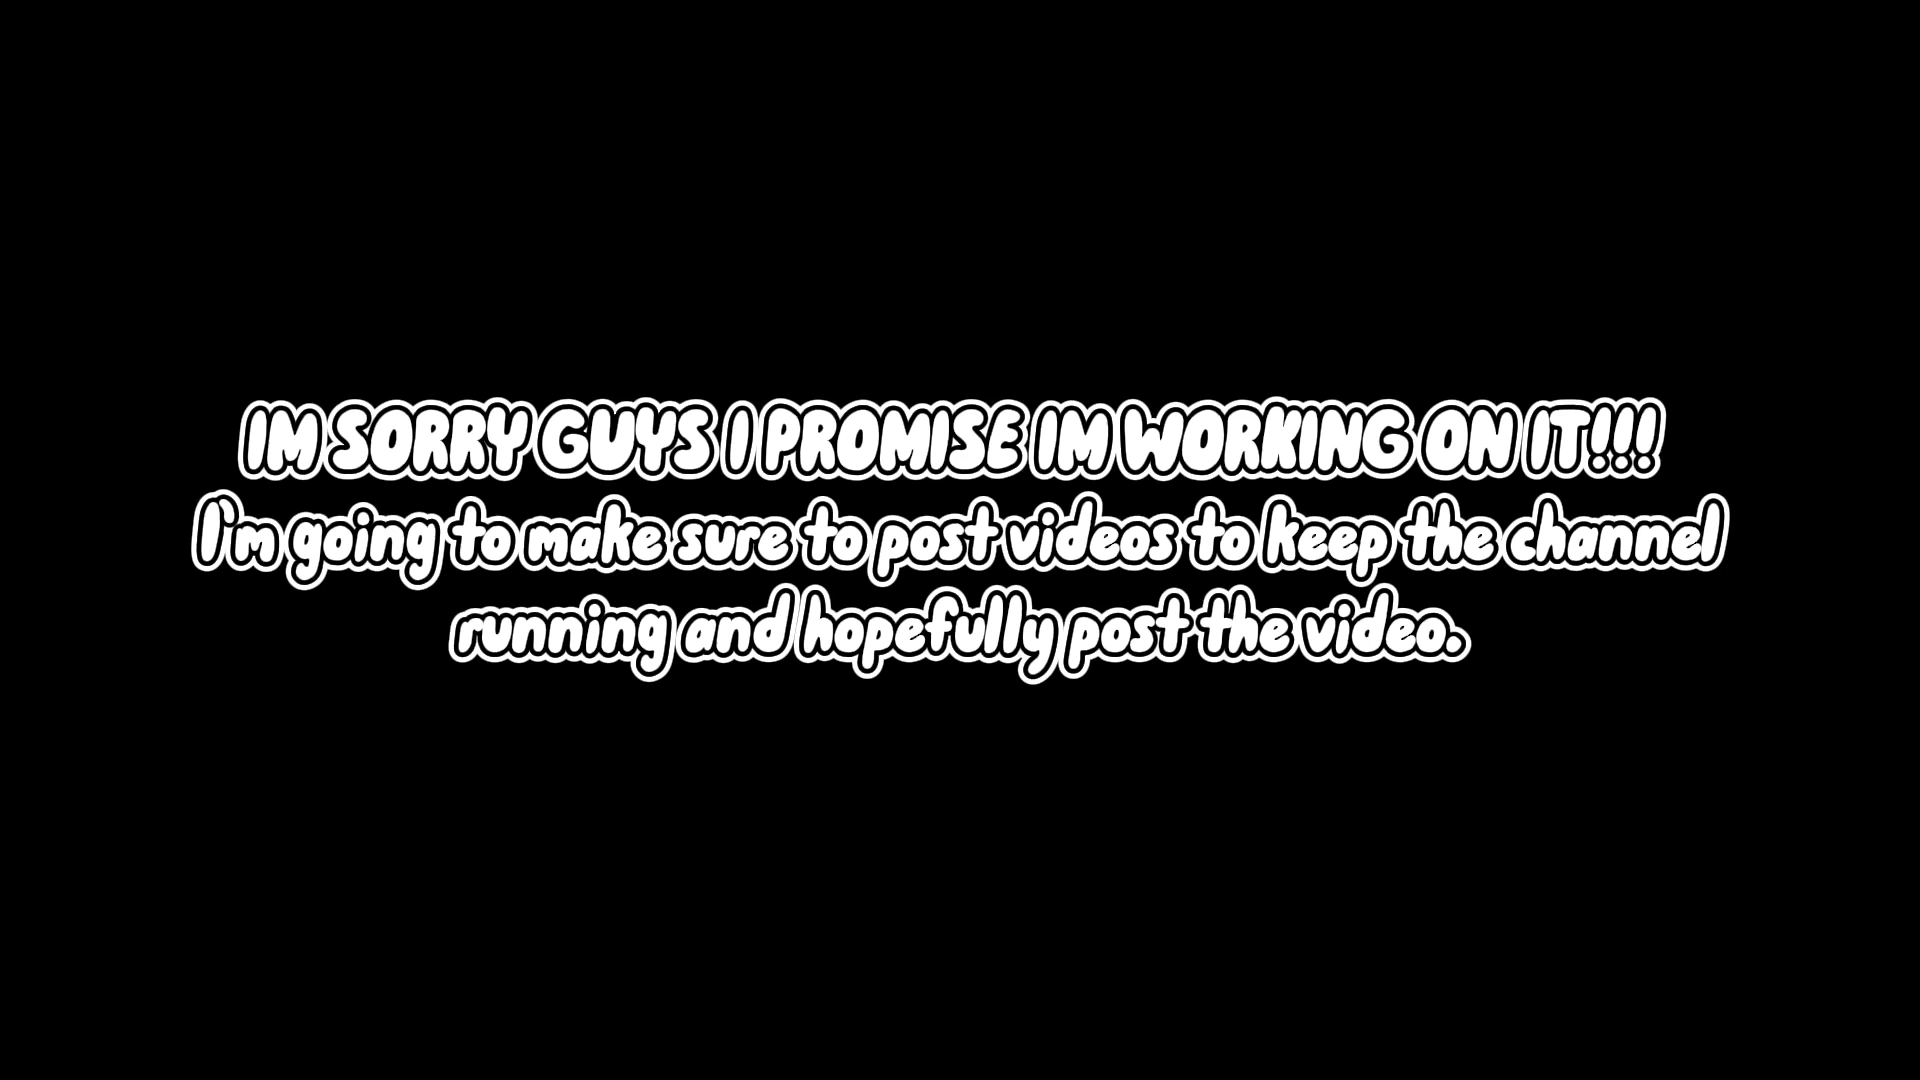 IM SORRY GUYS I PROMISE IM WORKING ON IT!!!
I'm going to make sure to post videos to keep the channel
running and hopefully post the video.